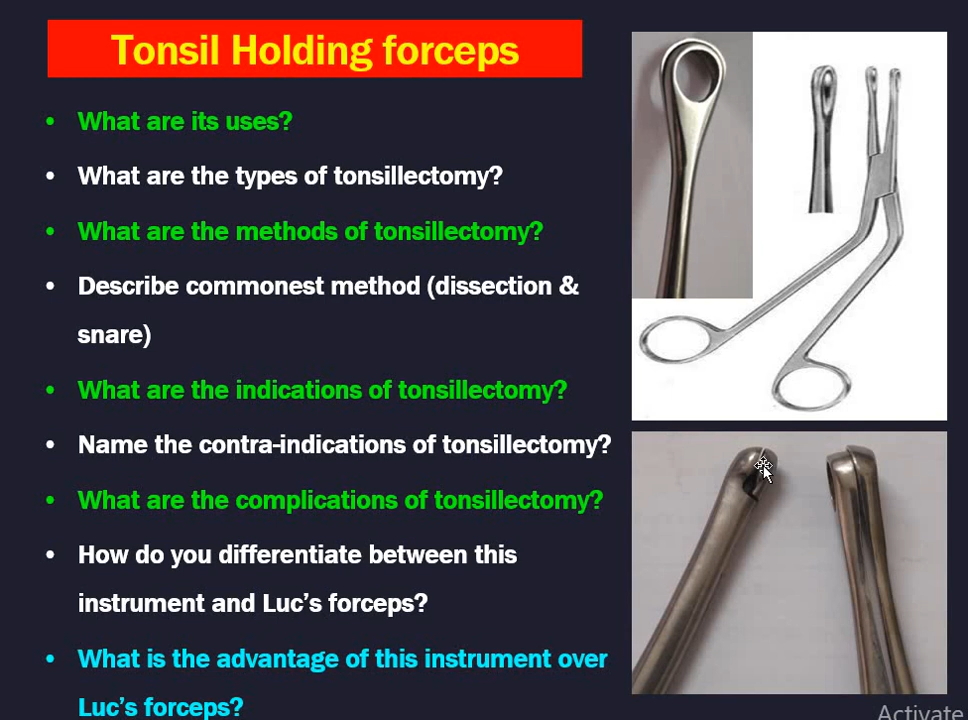 Tonsil Holding forceps
• What are its uses?
• What are the types of tonsillectomy?
• What are the methods of tonsillectomy?
• Describe commonest method (dissection &
snare)
• What are the indications of tonsillectomy?
• Name the contra-indications of tonsillectomy?
• What are the complications of tonsillectomy?
• How do you differentiate between this
instrument and Luc's forceps?
• What is the advantage of this instrument over
Luc's forceps?
Activate